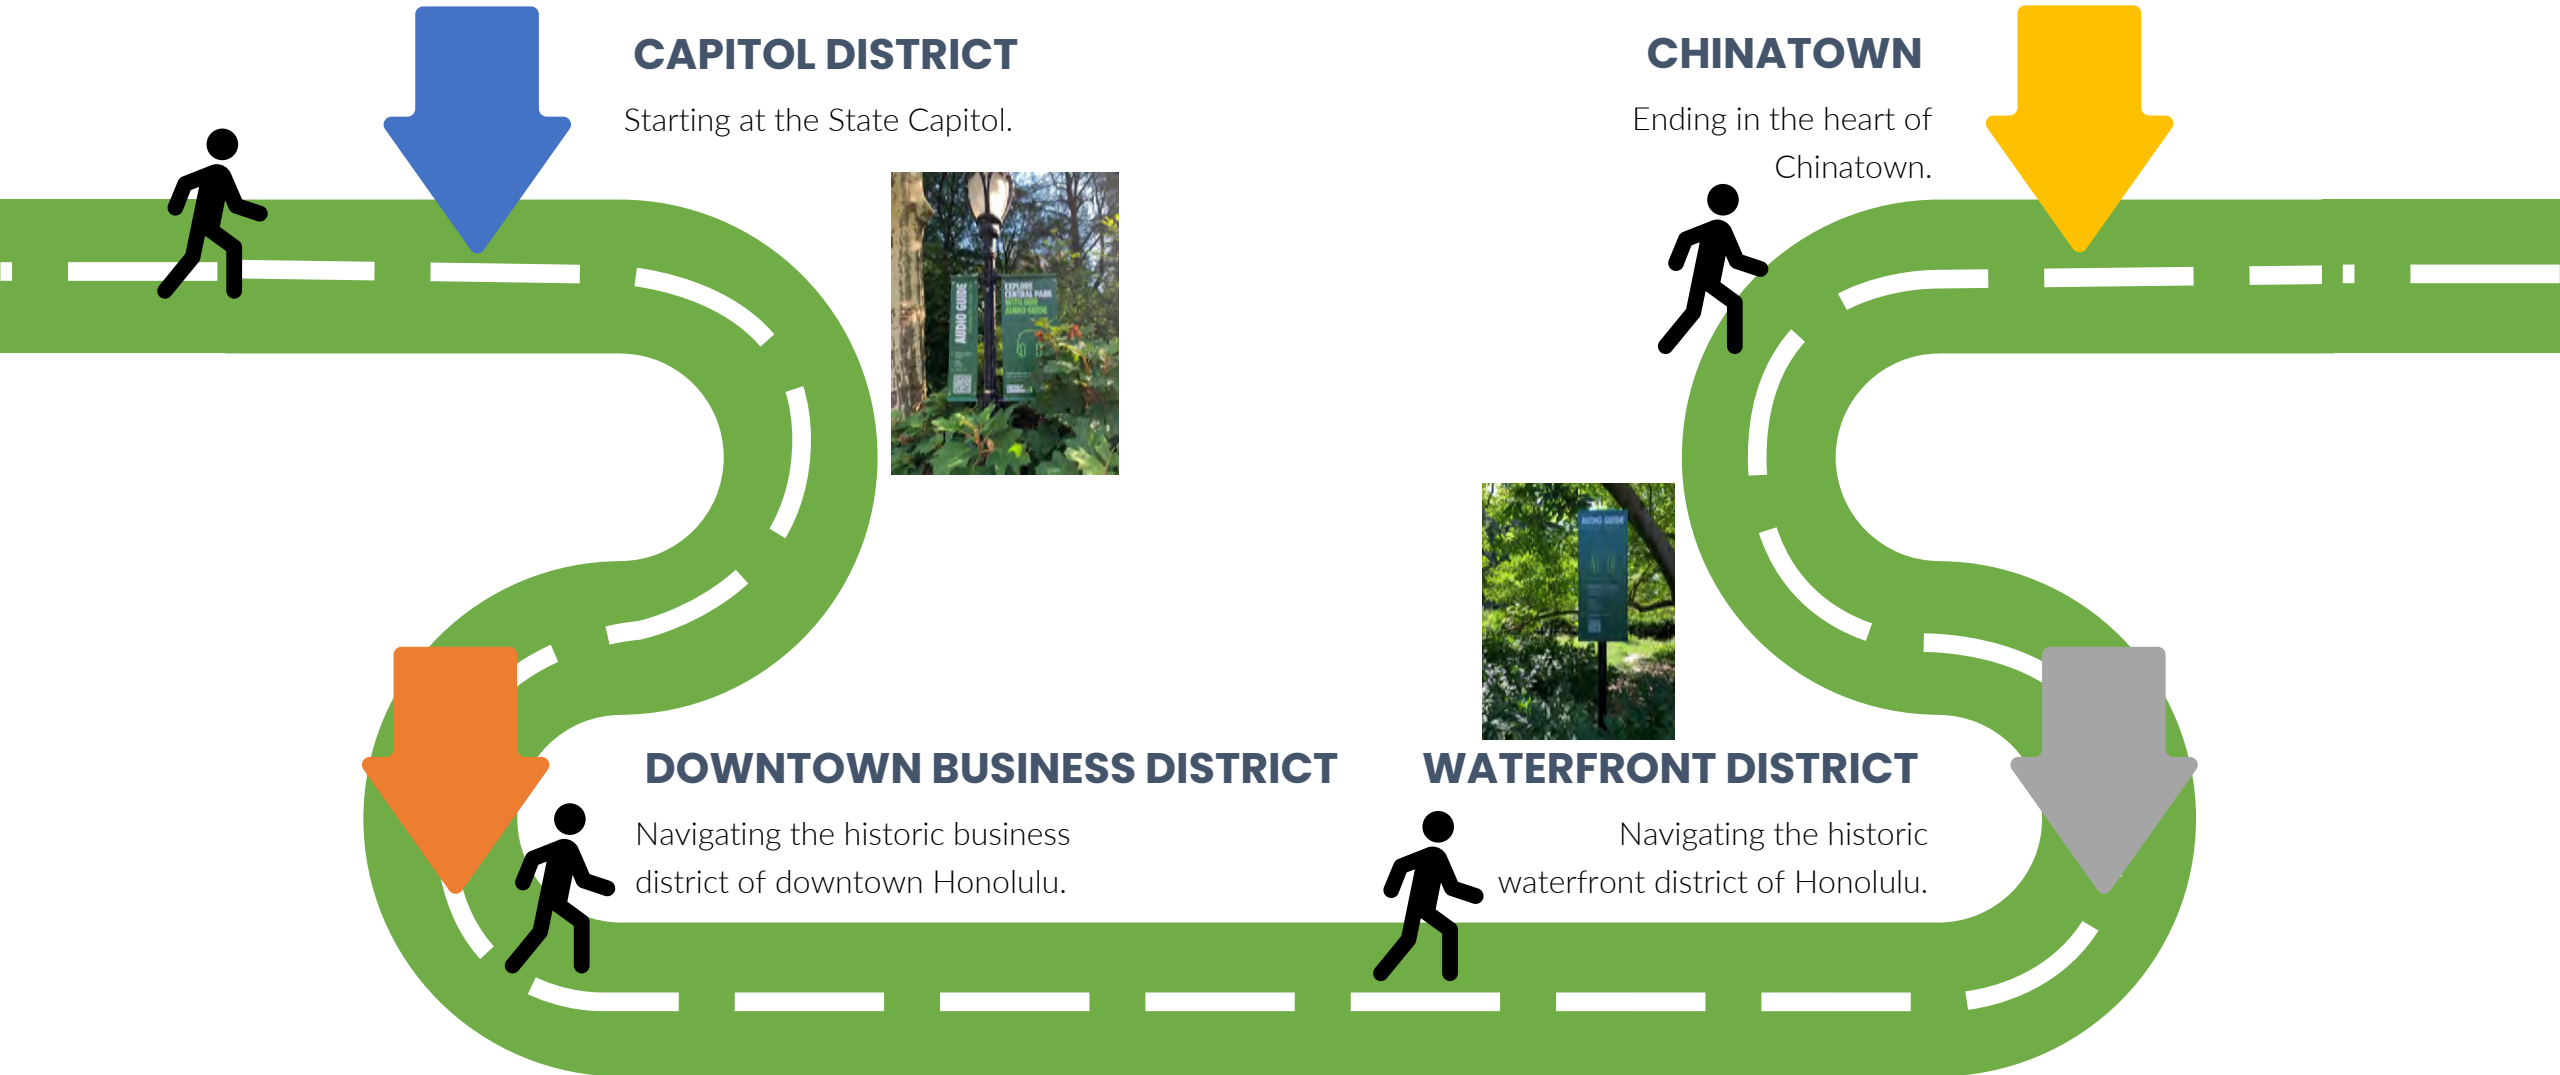 CAPITOL DISTRICT
Starting at the State Capitol.
AUDIO GUIDE
EXPLORE
CENTRAL PARK
WITH OUR
AUDIO GUIDE
DOWNTOWN BUSINESS DISTRICT
Navigating the historic business
district of downtown Honolulu.
AUDIO GUIDE
WATERFRONT DISTRICT
Navigating the historic
waterfront district of Honolulu.
CHINATOWN
Ending in the heart of
Chinatown.